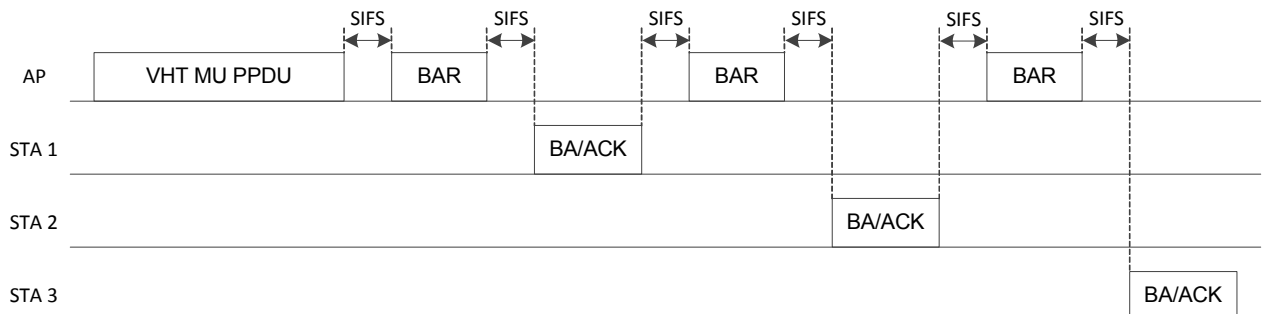 SIFS SIFS SIFS SIFS SIFS SIFS
AP VHT MU PPDU BAR BAR BAR
STA 1 BA/ACK
STA 2 BA/ACK
STA 3 BA/ACK